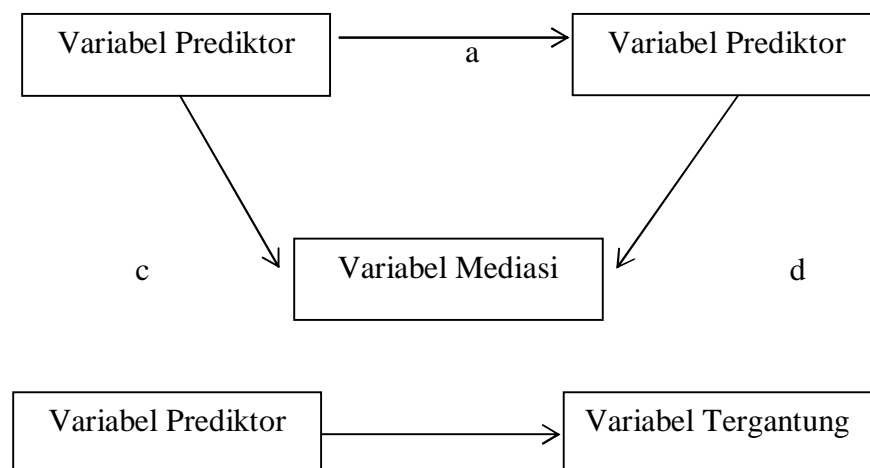 Variabel Prediktor
Variabel Prediktor
a
Variabel Mediasi
c
d
Variabel Prediktor
Variabel Tergantung